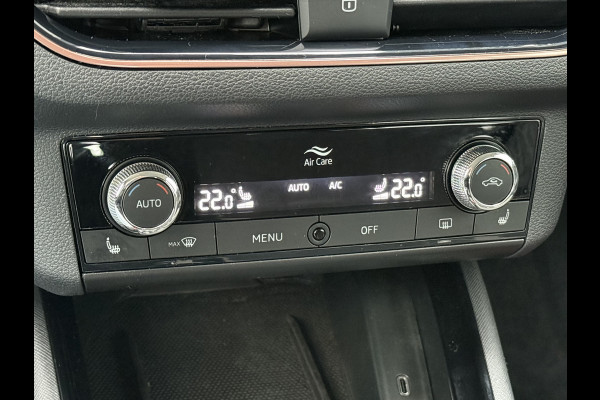 Air Care
AUTO
22.0°
AUTO A/C
22.0°
MAX
MENU
OFF